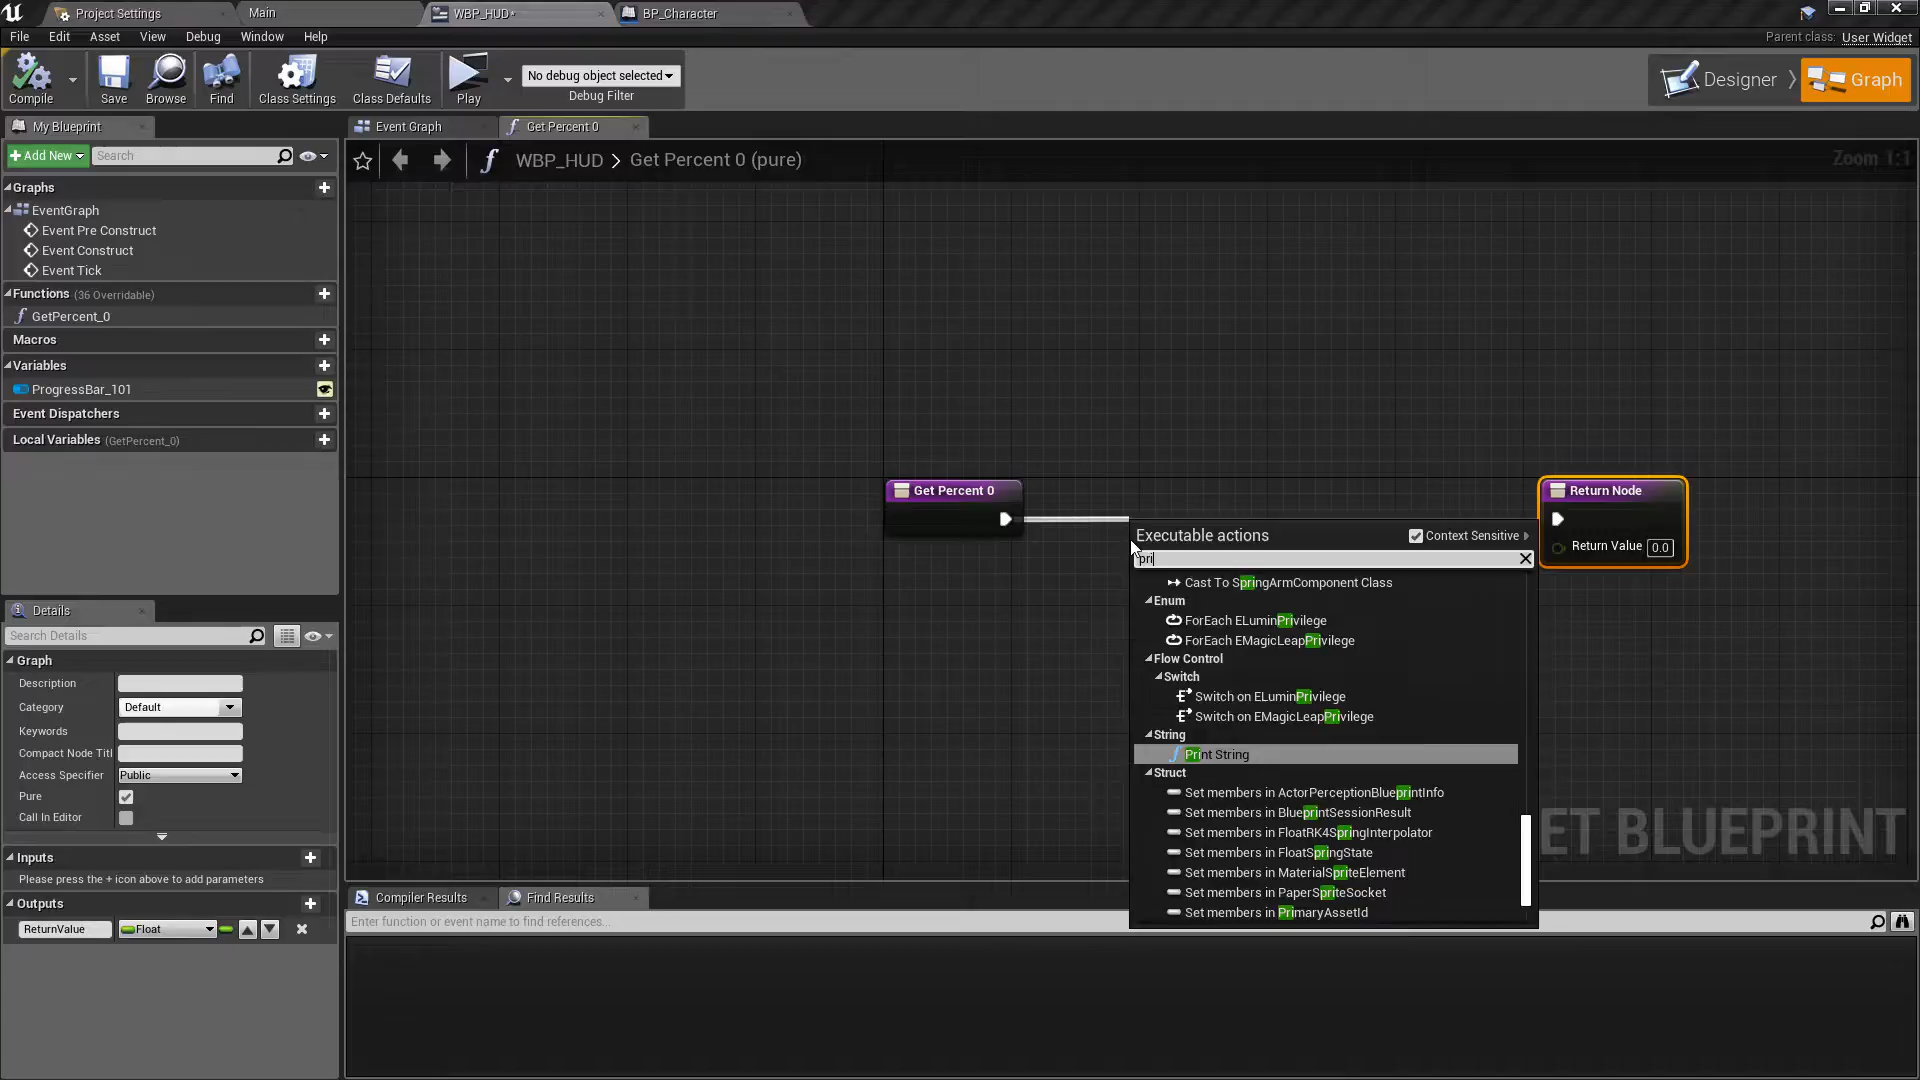 Project Settings
Main
WBP_HUD*
BP_Character
File
Edit
Asset
View
Debug
Window
Help
Parent class: User Widget
Compile
Save
Browse
Find
Class Settings
Class Defaults
Play
No debug object selected
Debug Filter
Designer
Graph
My Blueprint
Event Graph
Get Percent 0
+ Add New
Search
WBP_HUD > Get Percent 0 (pure)
Zoom 1:1
Graphs
EventGraph
Event Pre Construct
Event Construct
Event Tick
Functions (36 Overridable)
GetPercent_0
Macros
Variables
ProgressBar_101
Event Dispatchers
Local Variables (GetPercent_0)
Get Percent 0
Return Node
Return Value 0.0
Executable actions
Context Sensitive
pri
Cast To SpringArmComponent Class
Enum
ForEach ELuminPrivilege
ForEach EMagicLeapPrivilege
Flow Control
Switch
Switch on ELuminPrivilege
Switch on EMagicLeapPrivilege
String
Print String
Struct
Set members in ActorPerceptionBlueprintInfo
Set members in BlueprintSessionResult
Set members in FloatRK4SpringInterpolator
Set members in FloatSpringState
Set members in MaterialSpriteElement
Set members in PaperSpriteSocket
Set members in PrimaryAssetId
ET BLUEPRINT
Details
Search Details
Graph
Description
Category Default
Keywords
Compact Node Titl
Access Specifier Public
Pure
Call In Editor
Inputs
Please press the + icon above to add parameters
Outputs
ReturnValue Float
Compiler Results
Find Results
Enter function or event name to find references...